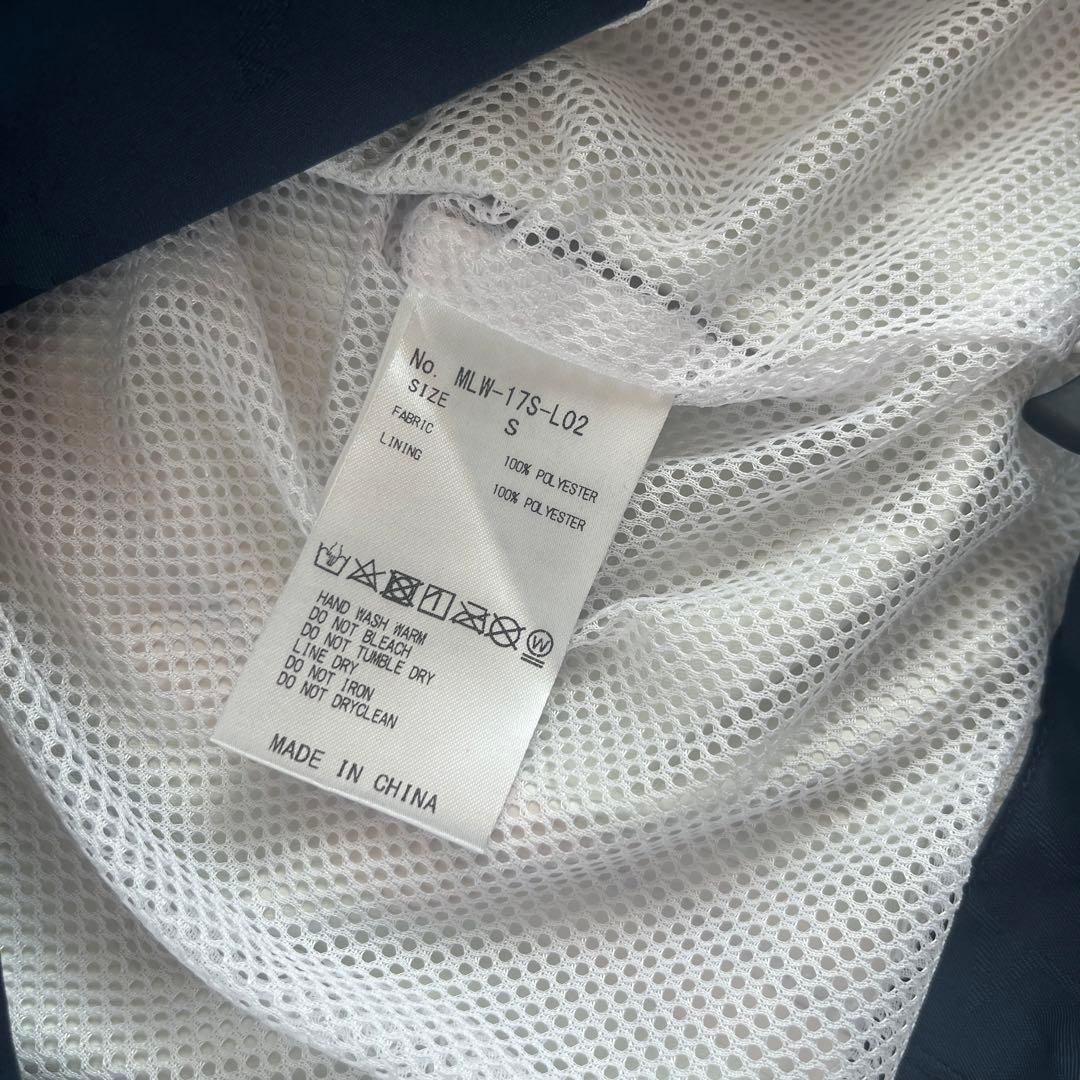 No. MLW-17S-L02
SIZE S
FABRIC 100% POLYESTER
LINING 100% POLYESTER
W
HAND WASH WARM
DO NOT BLEACH
DO NOT TUMBLE DRY
LINE DRY
DO NOT IRON
DO NOT DRYCLEAN
MADE IN CHINA